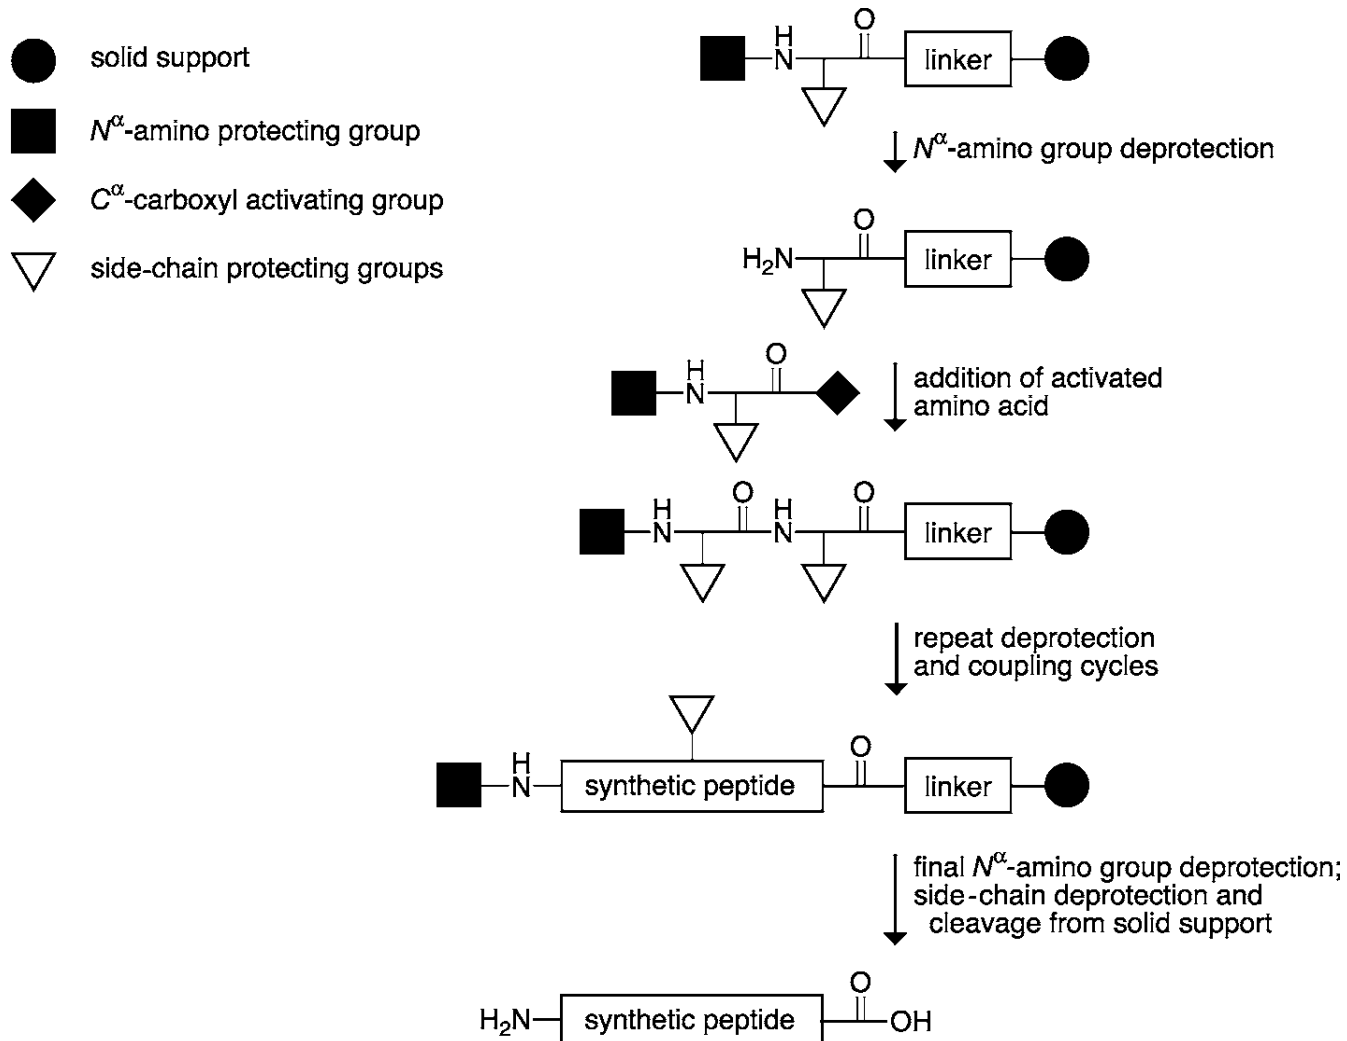 solid support
Nα-amino protecting group
Cα-carboxyl activating group
side-chain protecting groups
O
H
N
linker
Nα-amino group deprotection
O
H2N
linker
H
N
O
addition of activated
amino acid
H
N
O
H
N
O
linker
repeat deprotection
and coupling cycles
H
N
synthetic peptide
O
linker
final Nα-amino group deprotection;
side-chain deprotection and
cleavage from solid support
O
H2N
synthetic peptide
OH